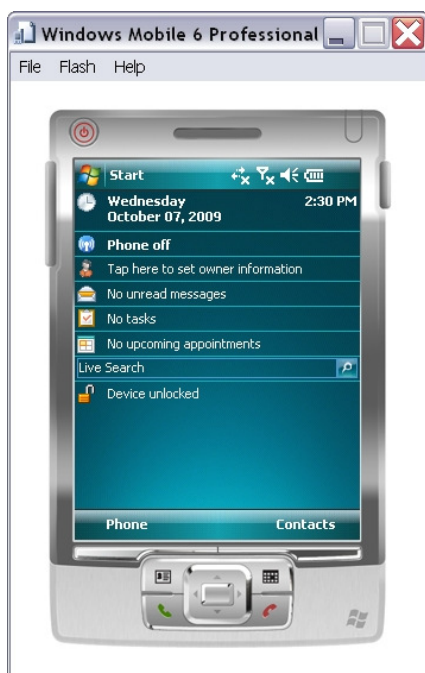 Windows Mobile 6 Professional
File Flash Help
Start
Wednesday 2:30 PM
October 07, 2009
Phone off
Tap here to set owner information
No unread messages
No tasks
No upcoming appointments
Live Search
Device unlocked
Phone Contacts